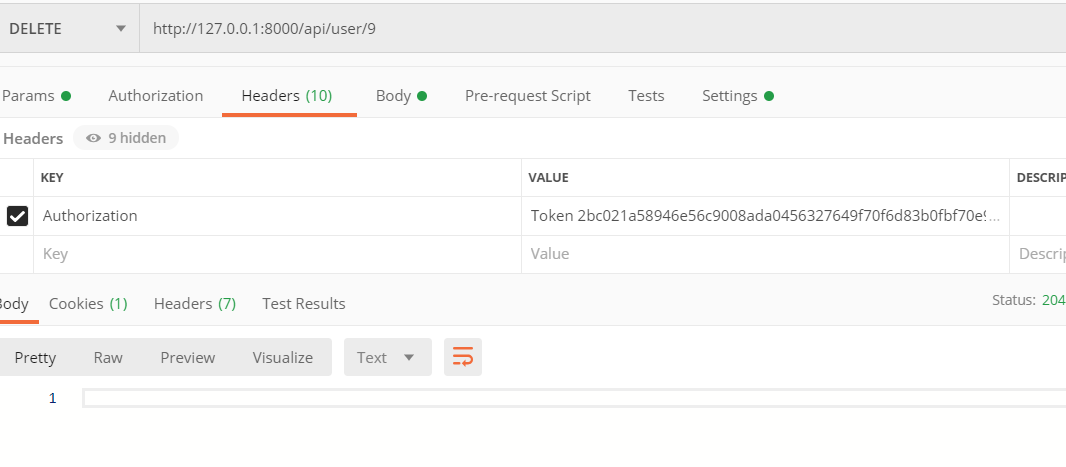 DELETE http://127.0.0.1:8000/api/user/9
Params Authorization Headers (10) Body Pre-request Script Tests Settings
Headers 9 hidden
KEY VALUE DESCRIP
Authorization Token 2bc021a58946e56c9008ada0456327649f70f6d83b0fbf70e9...
Key Value Descrip
Body Cookies (1) Headers (7) Test Results Status: 204
Pretty Raw Preview Visualize Text
1